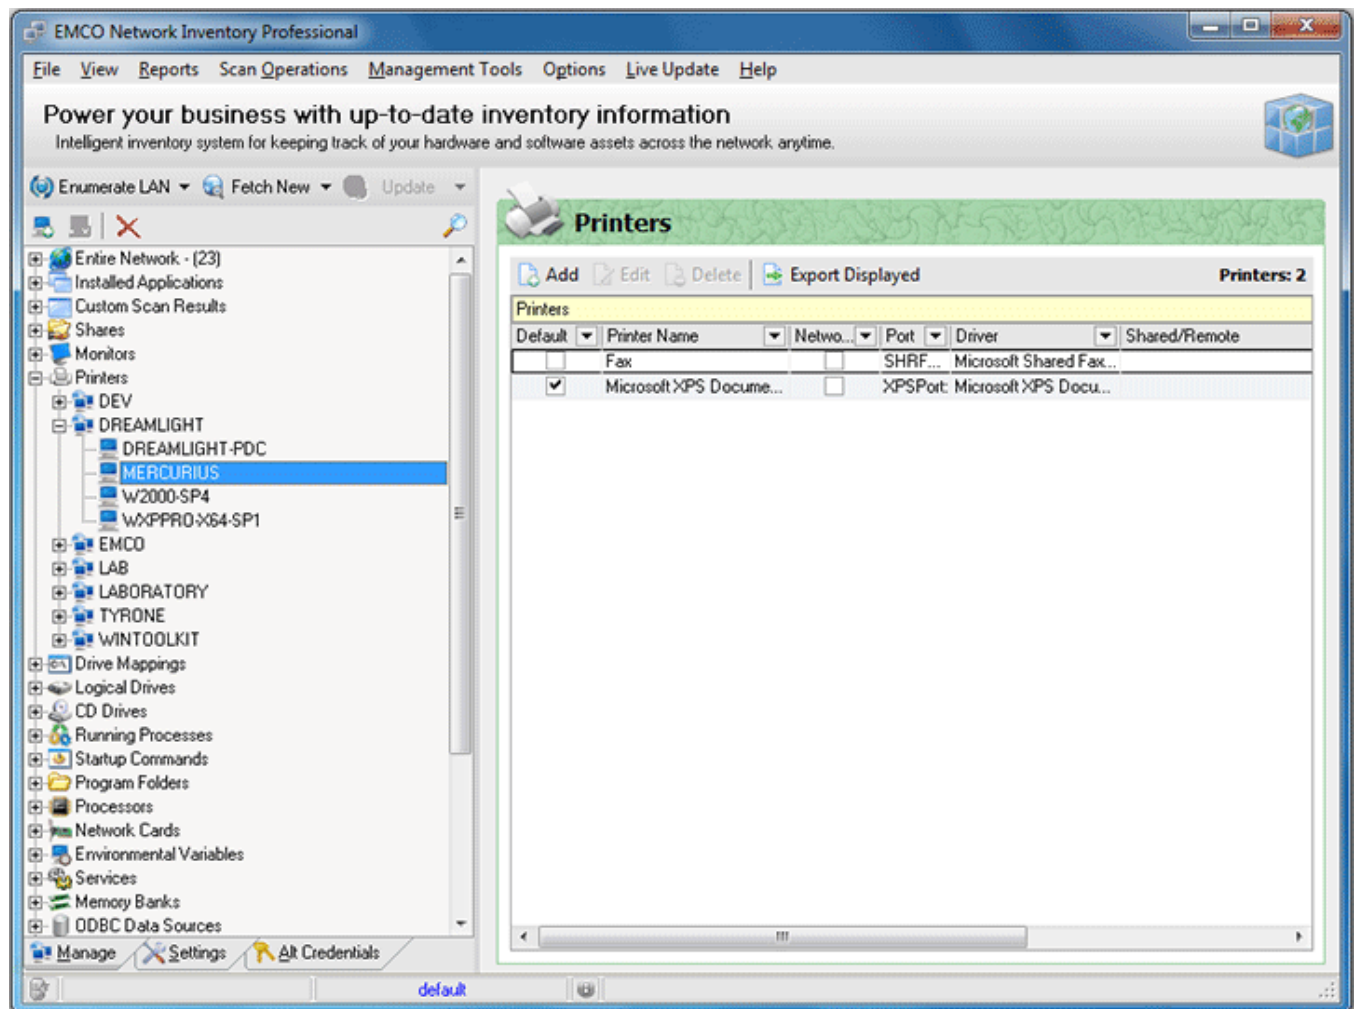 EMCO Network Inventory Professional
File View Reports Scan Operations Management Tools Options Live Update Help
Power your business with up-to-date inventory information
Intelligent inventory system for keeping track of your hardware and software assets across the network anytime.
Enumerate LAN Fetch New Update
Printers
Add Edit Delete Export Displayed Printers: 2
Printers
Default Printer Name Netwo... Port Driver Shared/Remote
Fax SHRF... Microsoft Shared Fax...
Microsoft XPS Docume... XPSPort: Microsoft XPS Docu...
Entire Network - (23)
Installed Applications
Custom Scan Results
Shares
Monitors
Printers
DEV
DREAMLIGHT
DREAMLIGHT-PDC
MERCURIUS
W2000-SP4
WXPPRO-X64-SP1
EMCO
LAB
LABORATORY
TYRONE
WINTOOLKIT
Drive Mappings
Logical Drives
CD Drives
Running Processes
Startup Commands
Program Folders
Processors
Network Cards
Environmental Variables
Services
Memory Banks
ODBC Data Sources
Manage Settings Alt Credentials
default